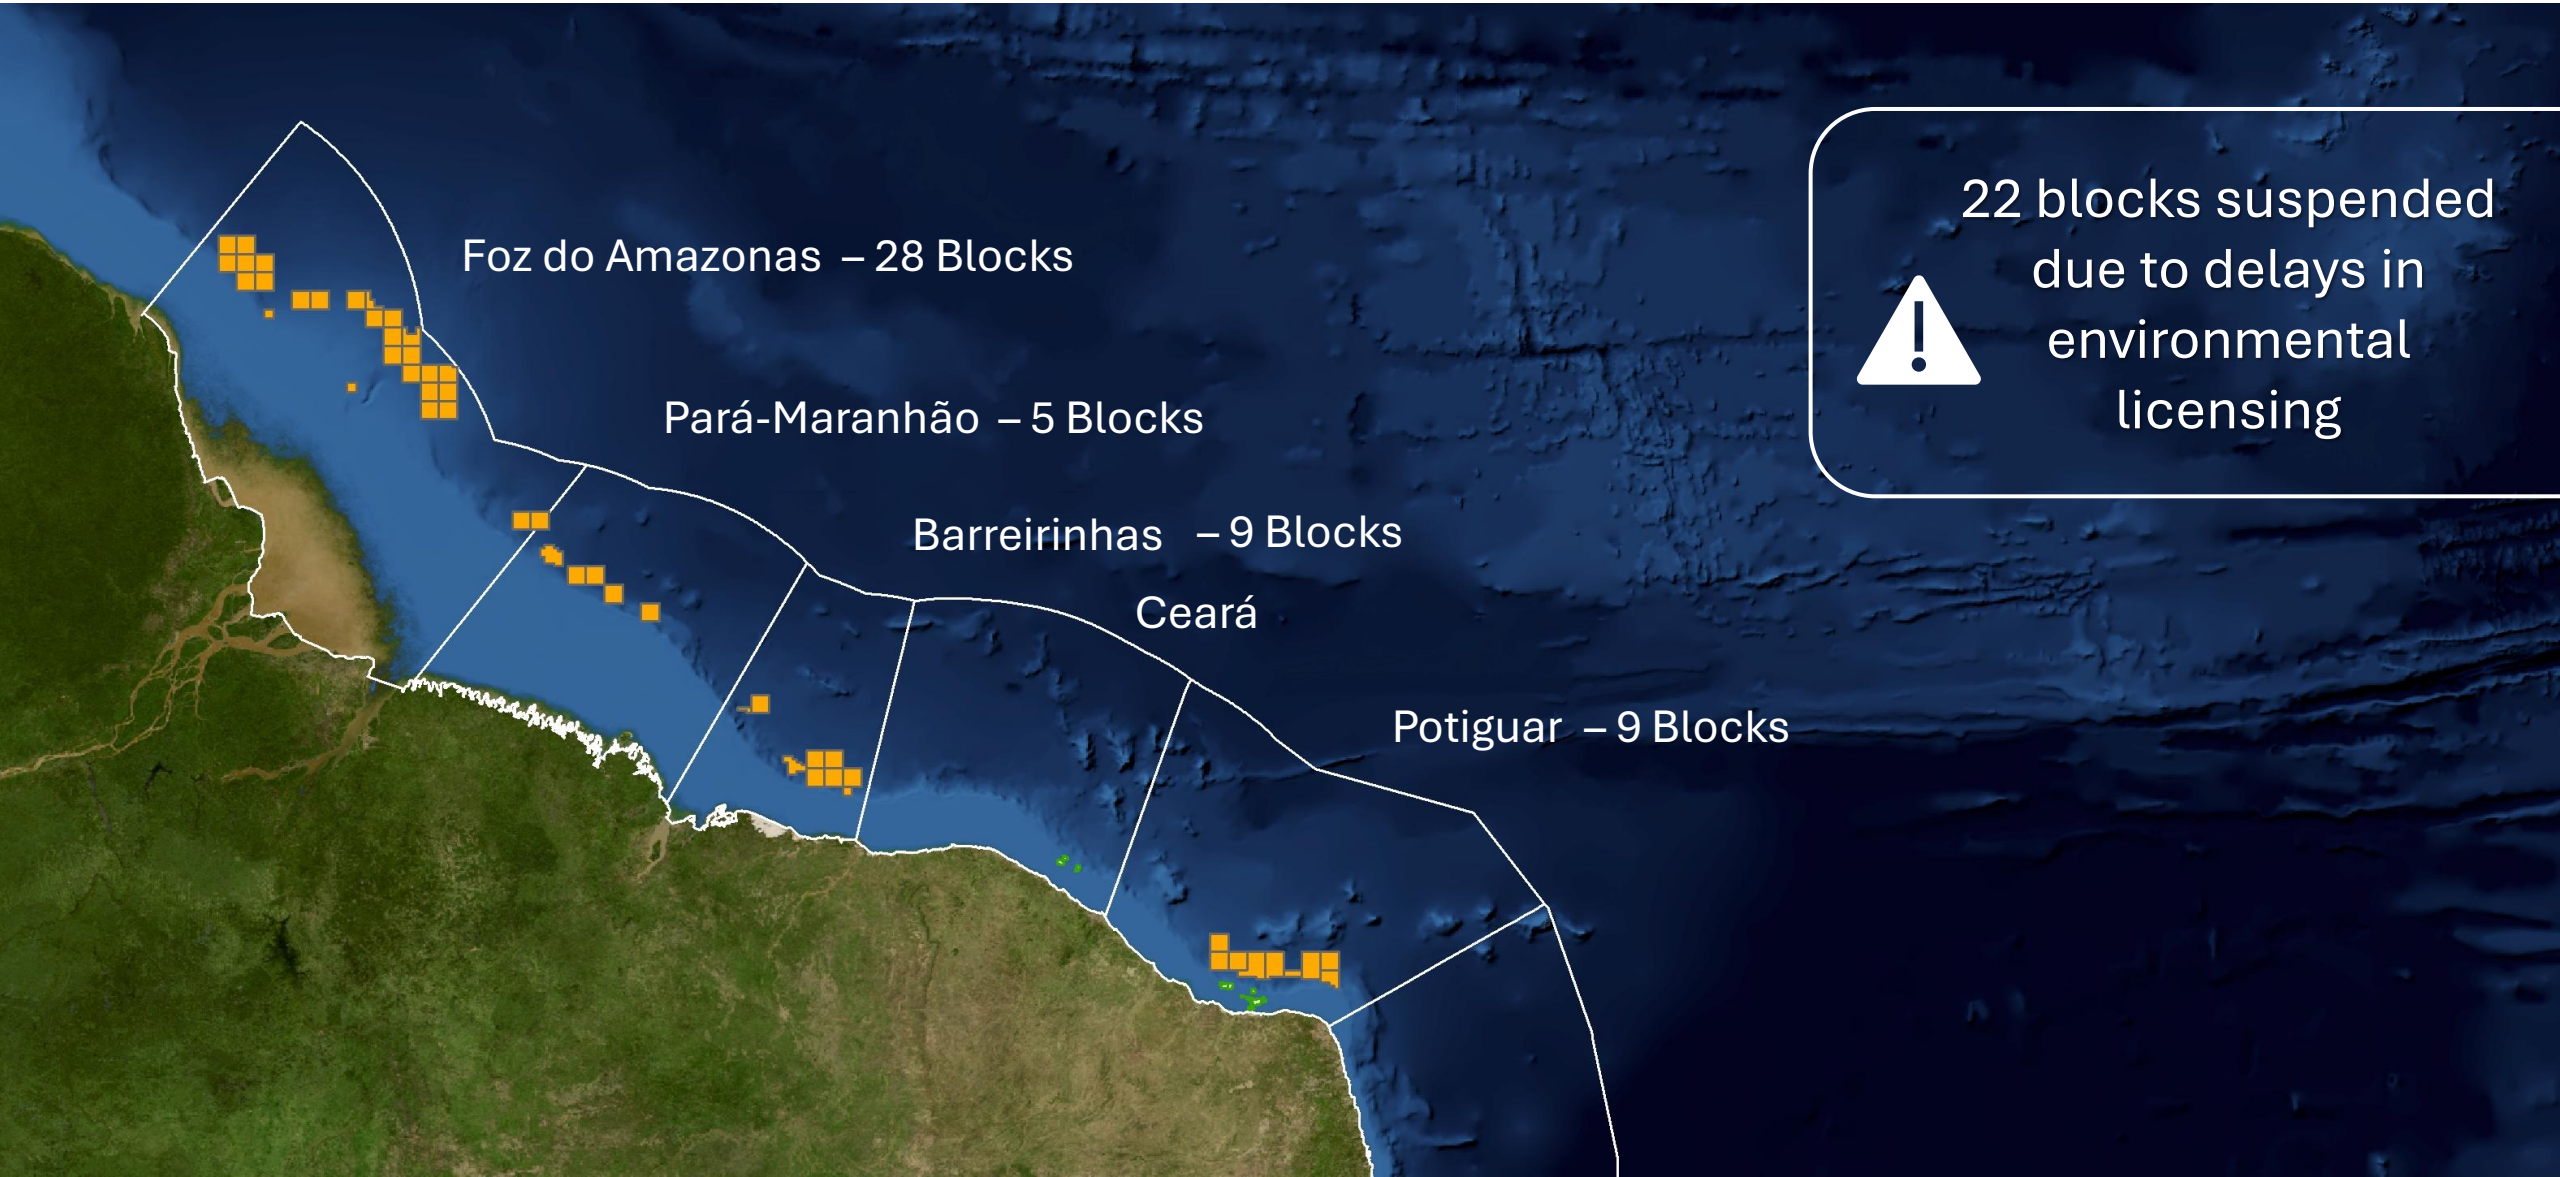 Foz do Amazonas – 28 Blocks
Pará-Maranhão – 5 Blocks
Barreirinhas – 9 Blocks
Ceará
Potiguar – 9 Blocks
22 blocks suspended
due to delays in
environmental
licensing